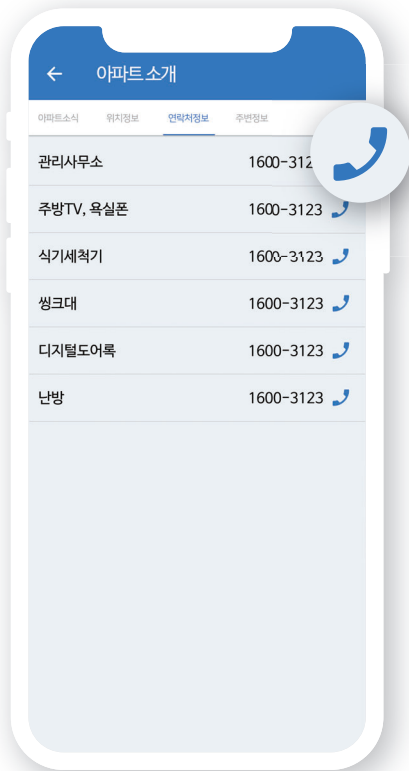 아파트 소개
아파트소식 위치정보 연락처정보 주변정보
관리사무소 1600-312
주방TV, 욕실폰 1600-3123
식기세척기 1600-3123
씽크대 1600-3123
디지털도어록 1600-3123
난방 1600-3123